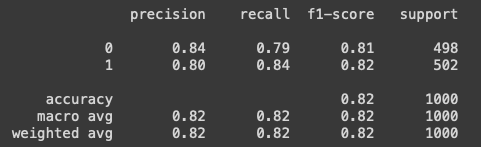 precision recall f1-score support
0 0.84 0.79 0.81 498
1 0.80 0.84 0.82 502
accuracy 0.82 1000
macro avg 0.82 0.82 0.82 1000
weighted avg 0.82 0.82 0.82 1000